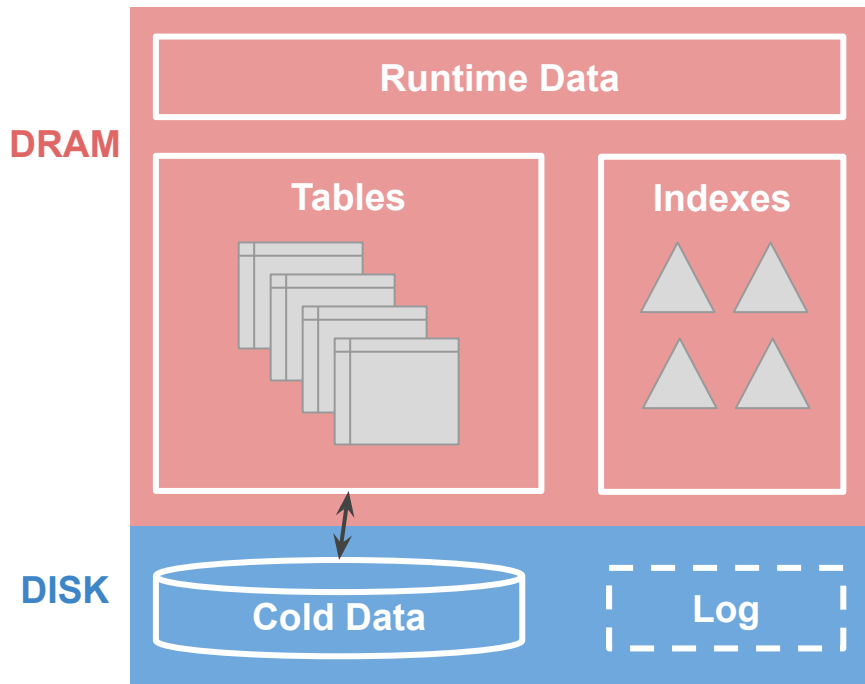 Runtime Data
DRAM
Tables
Indexes
DISK
Cold Data
Log